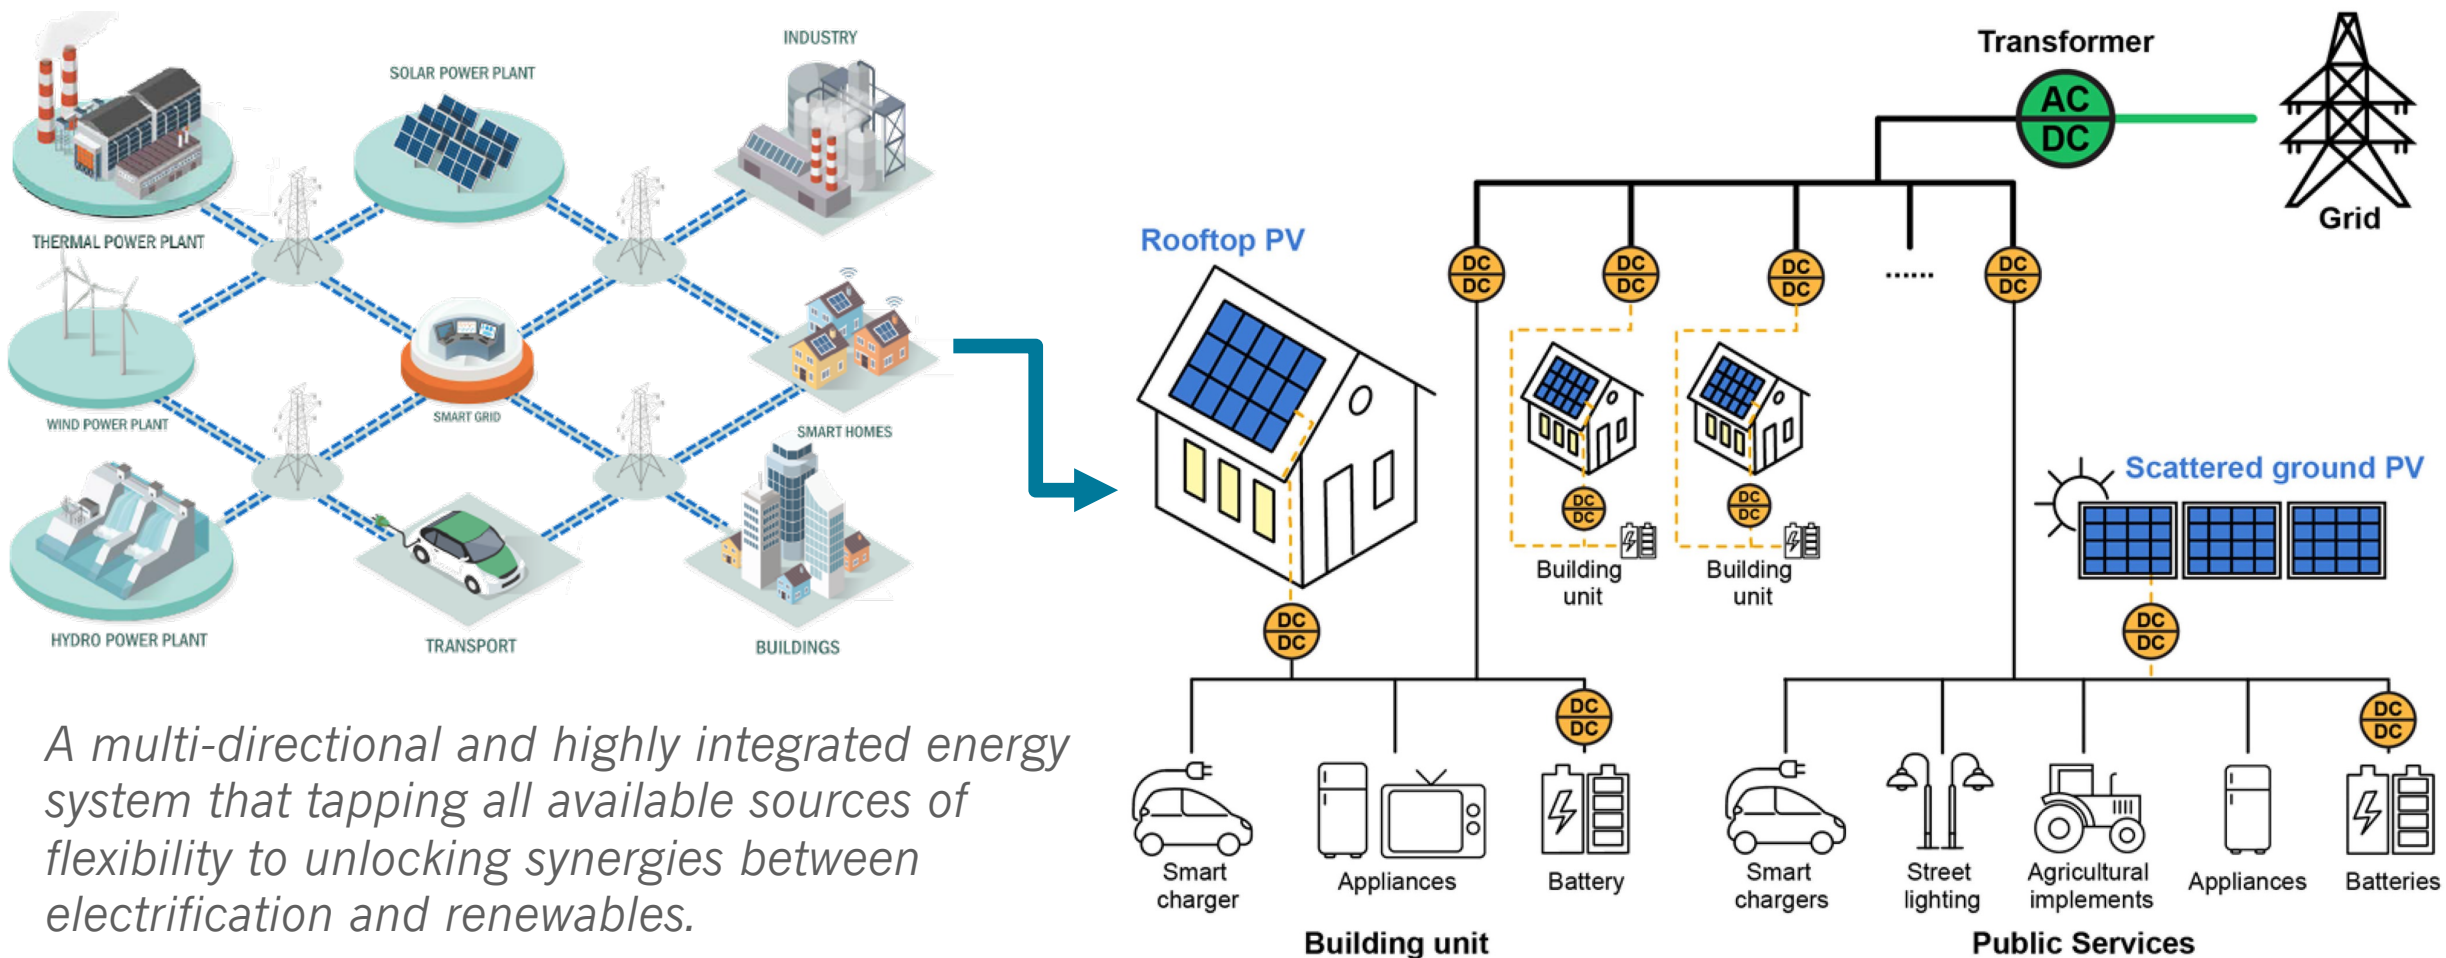 INDUSTRY
SOLAR POWER PLANT
THERMAL POWER PLANT
WIND POWER PLANT
SMART GRID
SMART HOMES
HYDRO POWER PLANT
TRANSPORT
BUILDINGS
A multi-directional and highly integrated energy
system that tapping all available sources of
flexibility to unlocking synergies between
electrification and renewables.
Transformer
AC
DC
Grid
Rooftop PV
DC
DC
DC
DC
DC
DC
......
DC
DC
DC
DC
DC
DC
Building
unit
Building
unit
Scattered ground PV
DC
DC
DC
DC
DC
DC
DC
DC
Smart
charger
Appliances
Battery
Building unit
Smart
chargers
Street
lighting
Agricultural
implements
Appliances
Batteries
Public Services